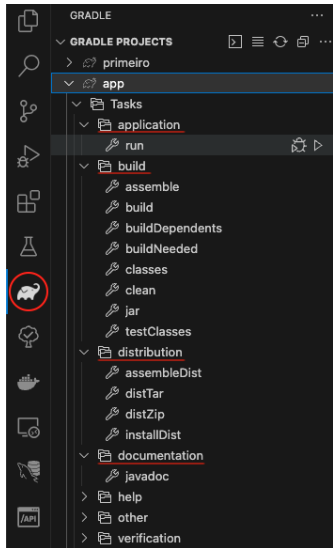 GRADLE
GRADLE PROJECTS
primeiro
app
Tasks
application
run
build
assemble
build
buildDependents
buildNeeded
classes
clean
jar
testClasses
distribution
assembleDist
distTar
distZip
installDist
documentation
javadoc
help
other
verification
/API